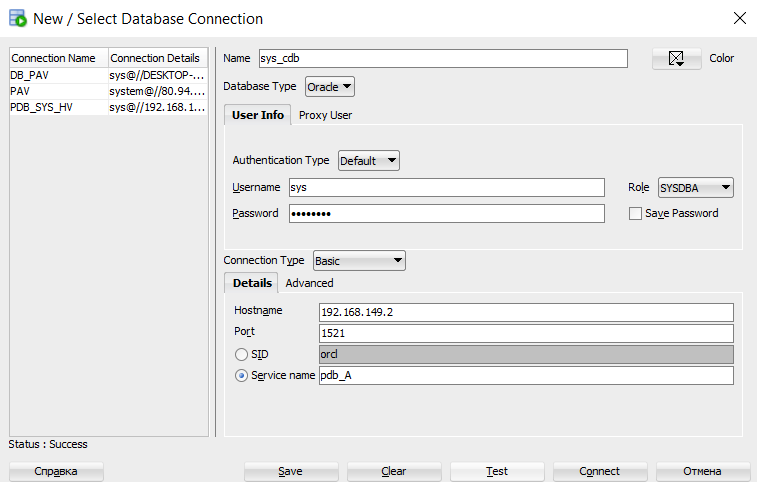 New / Select Database Connection
Connection Name Connection Details
DB_PAV sys@//DESKTOP-...
PAV system@//80.94....
PDB_SYS_HV sys@//192.168.1...
Name sys_cdb Color
Database Type Oracle
User Info Proxy User
Authentication Type Default
Username sys Role SYSDBA
Password •••••••• Save Password
Connection Type Basic
Details Advanced
Hostname 192.168.149.2
Port 1521
SID orcl
Service name pdb_A
Status : Success
Справка Save Clear Test Connect Отмена